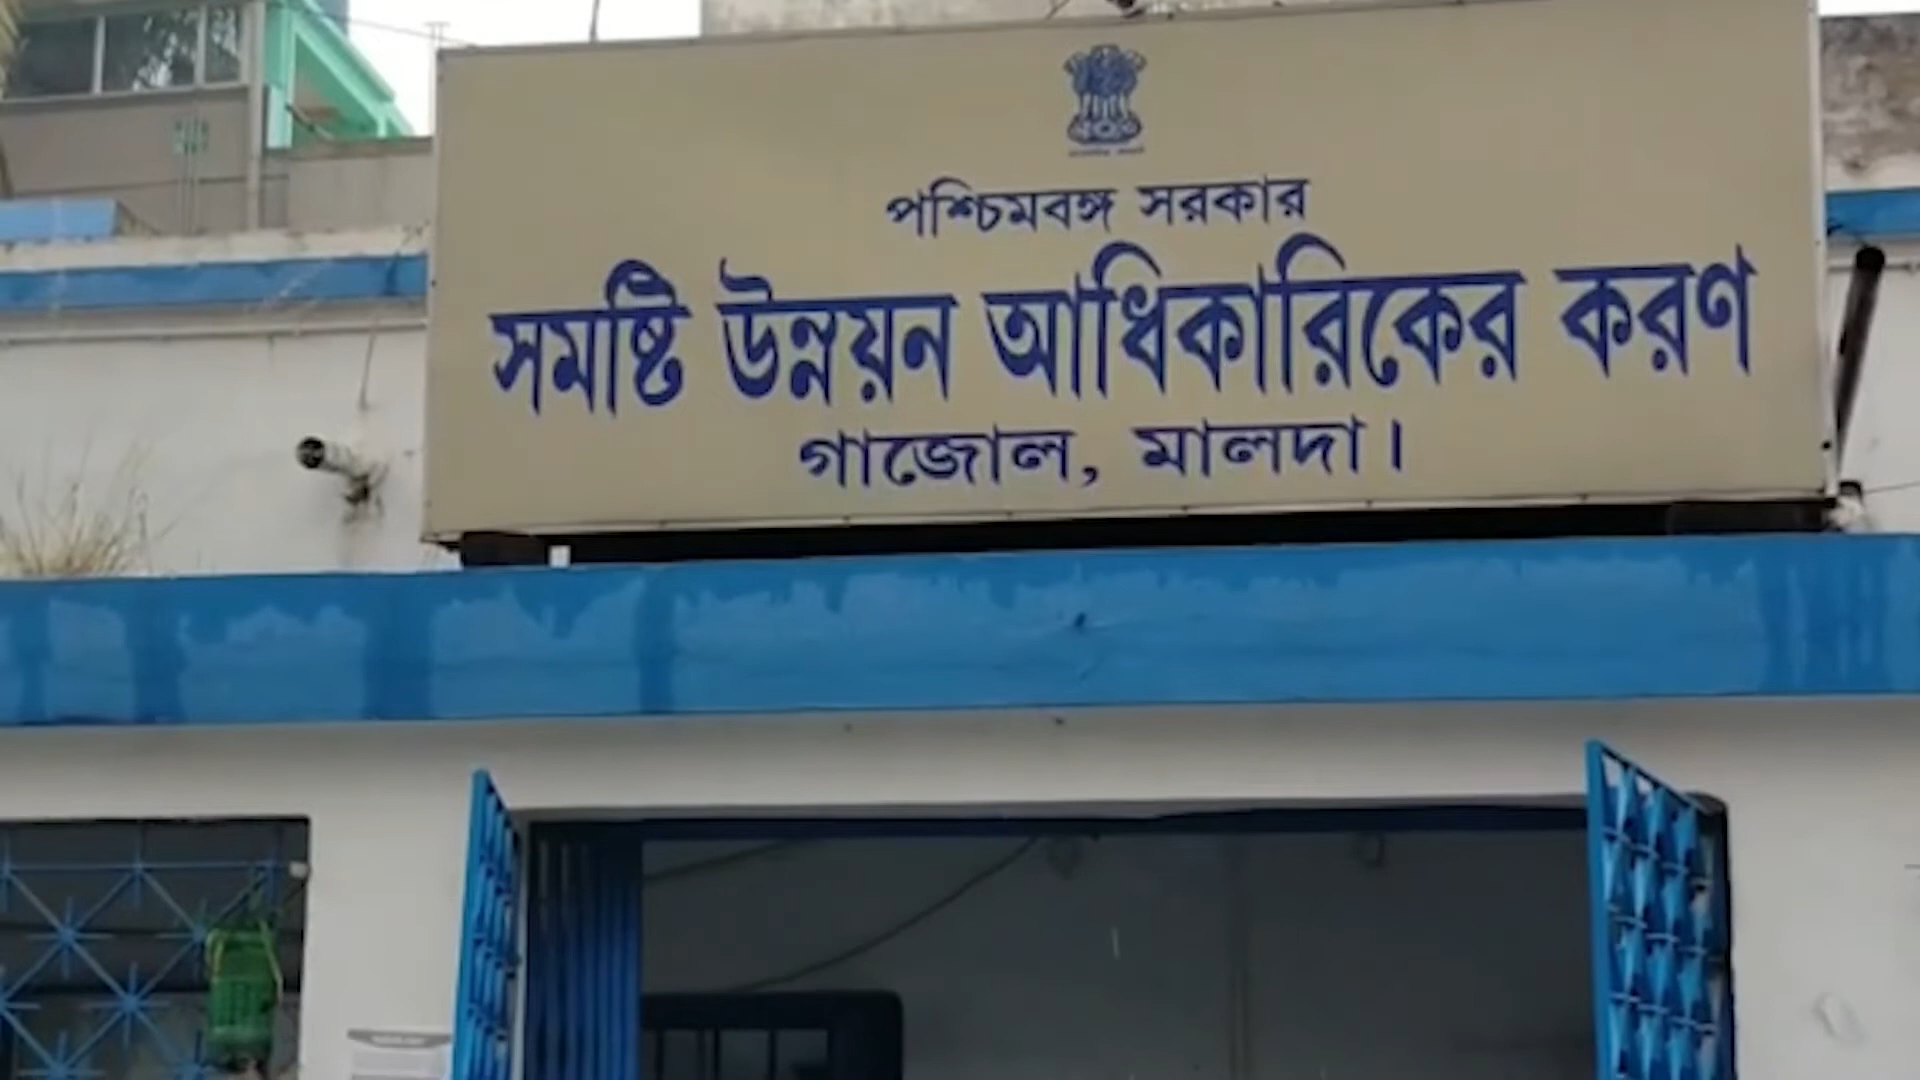 পশ্চিমবঙ্গ সরকার
সমষ্টি উন্নয়ন আধিকারিকের করণ
গাজোল, মালদা।